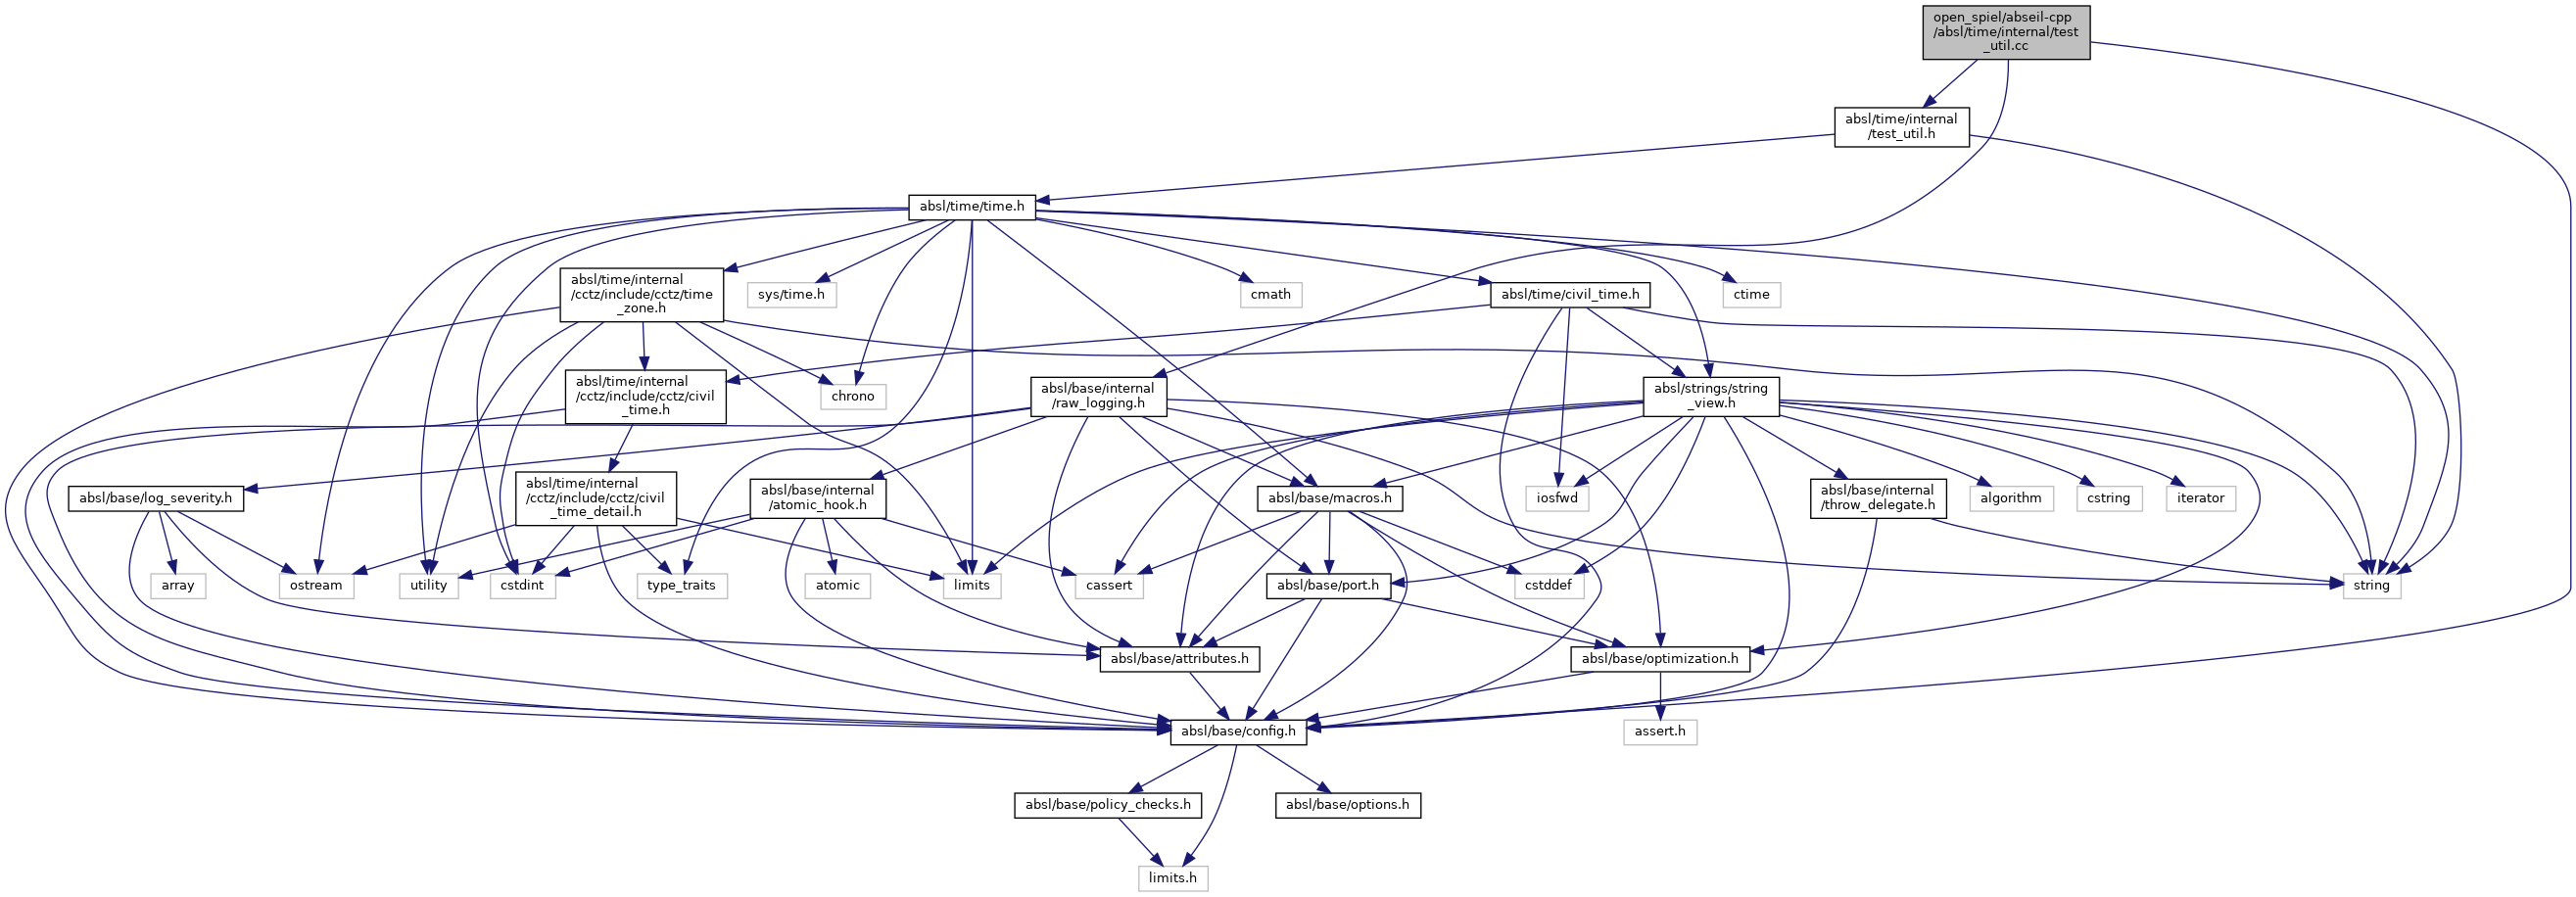 open_spiel/abseil-cpp
/absl/time/internal/test
_util.cc
absl/time/internal
/test_util.h
absl/time/time.h
absl/time/internal
/cctz/include/cctz/time
_zone.h
sys/time.h
cmath
absl/time/civil_time.h
ctime
absl/time/internal
/cctz/include/cctz/civil
_time.h
chrono
absl/base/internal
/raw_logging.h
absl/strings/string
_view.h
absl/base/log_severity.h
absl/time/internal
/cctz/include/cctz/civil
_time_detail.h
absl/base/internal
/atomic_hook.h
absl/base/macros.h
iosfwd
absl/base/internal
/throw_delegate.h
algorithm
cstring
iterator
array
ostream
utility
cstdint
type_traits
atomic
limits
cassert
absl/base/port.h
cstddef
string
absl/base/attributes.h
absl/base/optimization.h
absl/base/config.h
assert.h
absl/base/policy_checks.h
absl/base/options.h
limits.h